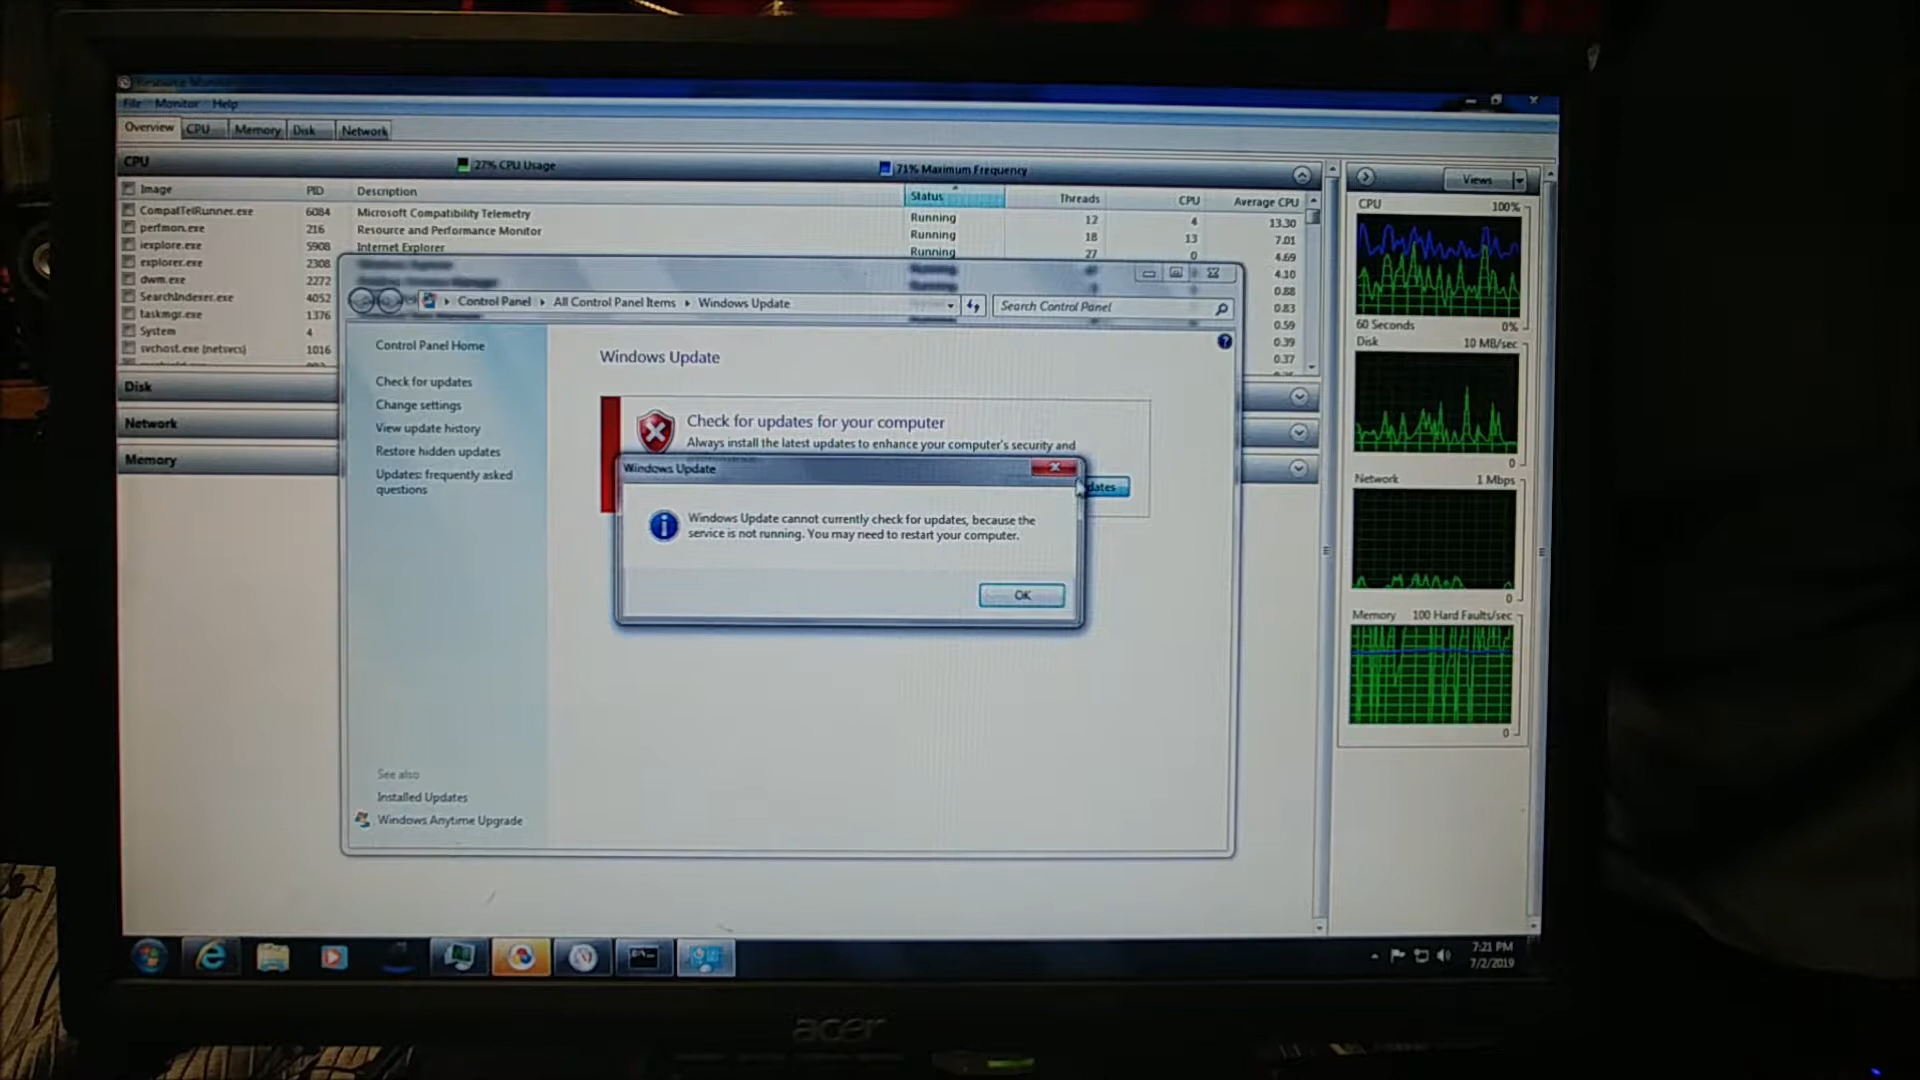 File Monitor Help
Overview CPU Memory Disk Network
CPU 27% CPU Usage 71% Maximum Frequency
Image PID Description Status Threads CPU Average CPU
CompatTelRunner.exe 6084 Microsoft Compatibility Telemetry Running 12 4 13.30
perfmon.exe 216 Resource and Performance Monitor Running 18 13 7.01
iexplore.exe 5908 Internet Explorer Running 27 0 4.69
explorer.exe 2308 4.10
dwm.exe 2272 0.88
SearchIndexer.exe 4052 0.83
taskmgr.exe 1376 0.59
System 4 0.39
svchost.exe (netsvcs) 1016 0.37
Disk
Network
Memory
Control Panel All Control Panel Items Windows Update
Search Control Panel
Control Panel Home
Check for updates
Change settings
View update history
Restore hidden updates
Updates: frequently asked
questions
See also
Installed Updates
Windows Anytime Upgrade
Windows Update
Check for updates for your computer
Always install the latest updates to enhance your computer's security and
dates
Windows Update
Windows Update cannot currently check for updates, because the
service is not running. You may need to restart your computer.
OK
Views
CPU 100%
60 Seconds 0%
Disk 10 MB/sec
0
Network 1 Mbps
0
Memory 100 Hard Faults/sec
0
7:21 PM
7/2/2019
acer